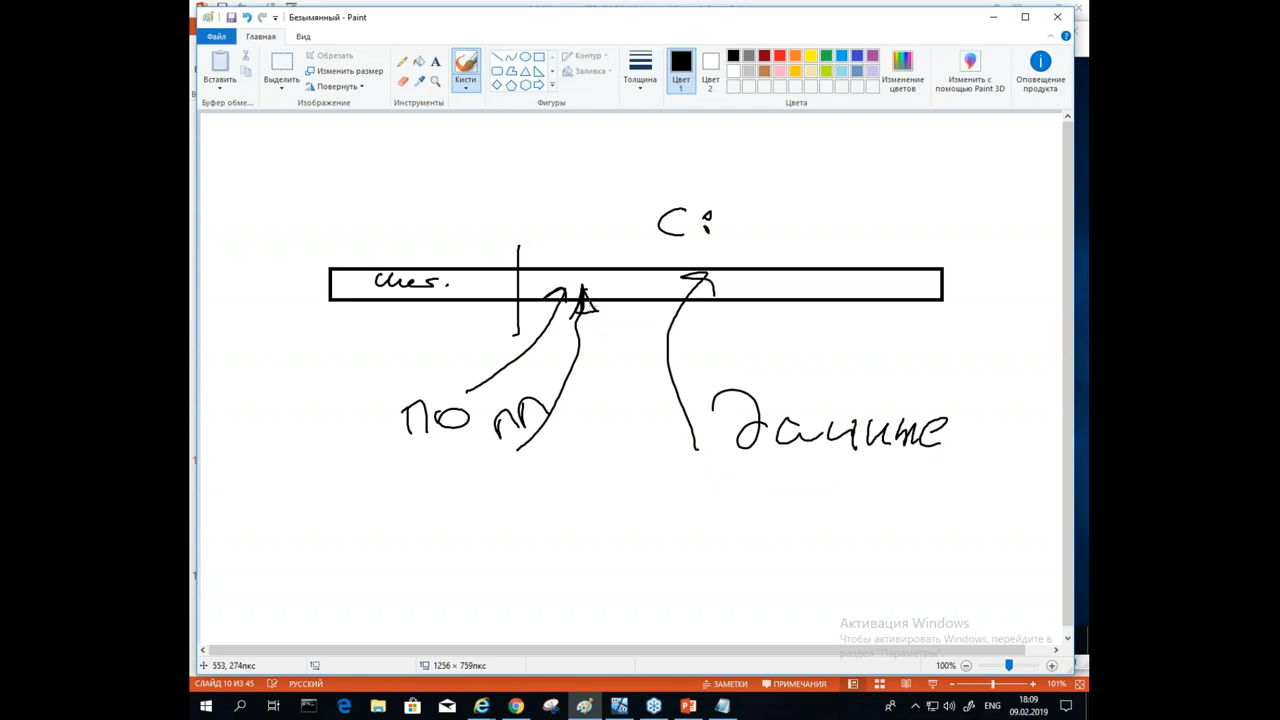 Безымянный - Paint
Файл Главная Вид
Вставить
Выделить
Обрезать
Изменить размер
Повернуть
Кисти
Контур
Заливка
Толщина
Цвет 1
Цвет 2
Изменение цветов
Изменить с помощью Paint 3D
Оповещение продукта
Буфер обме... Изображение Инструменты Фигуры Цвета
C:
ПО ПП
Активация Windows
Чтобы активировать Windows, перейдите в
раздел "Параметры".
553, 274пкс 1256 × 759пкс 100%
СЛАЙД 10 ИЗ 45 РУССКИЙ ЗАМЕТКИ ПРИМЕЧАНИЯ 101%
ENG 18:09
09.02.2019